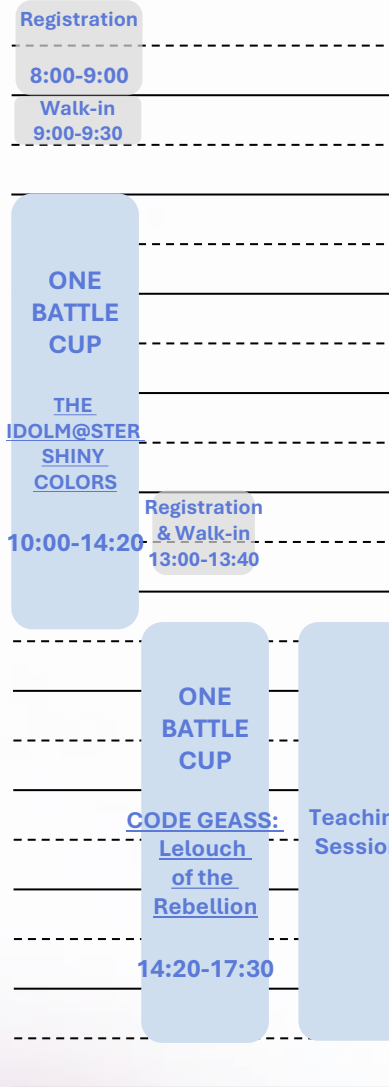 Registration
8:00-9:00
Walk-in
9:00-9:30
ONE
BATTLE
CUP
THE
IDOLM@STER
SHINY
COLORS
10:00-14:20
Registration
& Walk-in
13:00-13:40
ONE
BATTLE
CUP
CODE GEASS:
Lelouch
of the
Rebellion
14:20-17:30
Teachin
Sessio